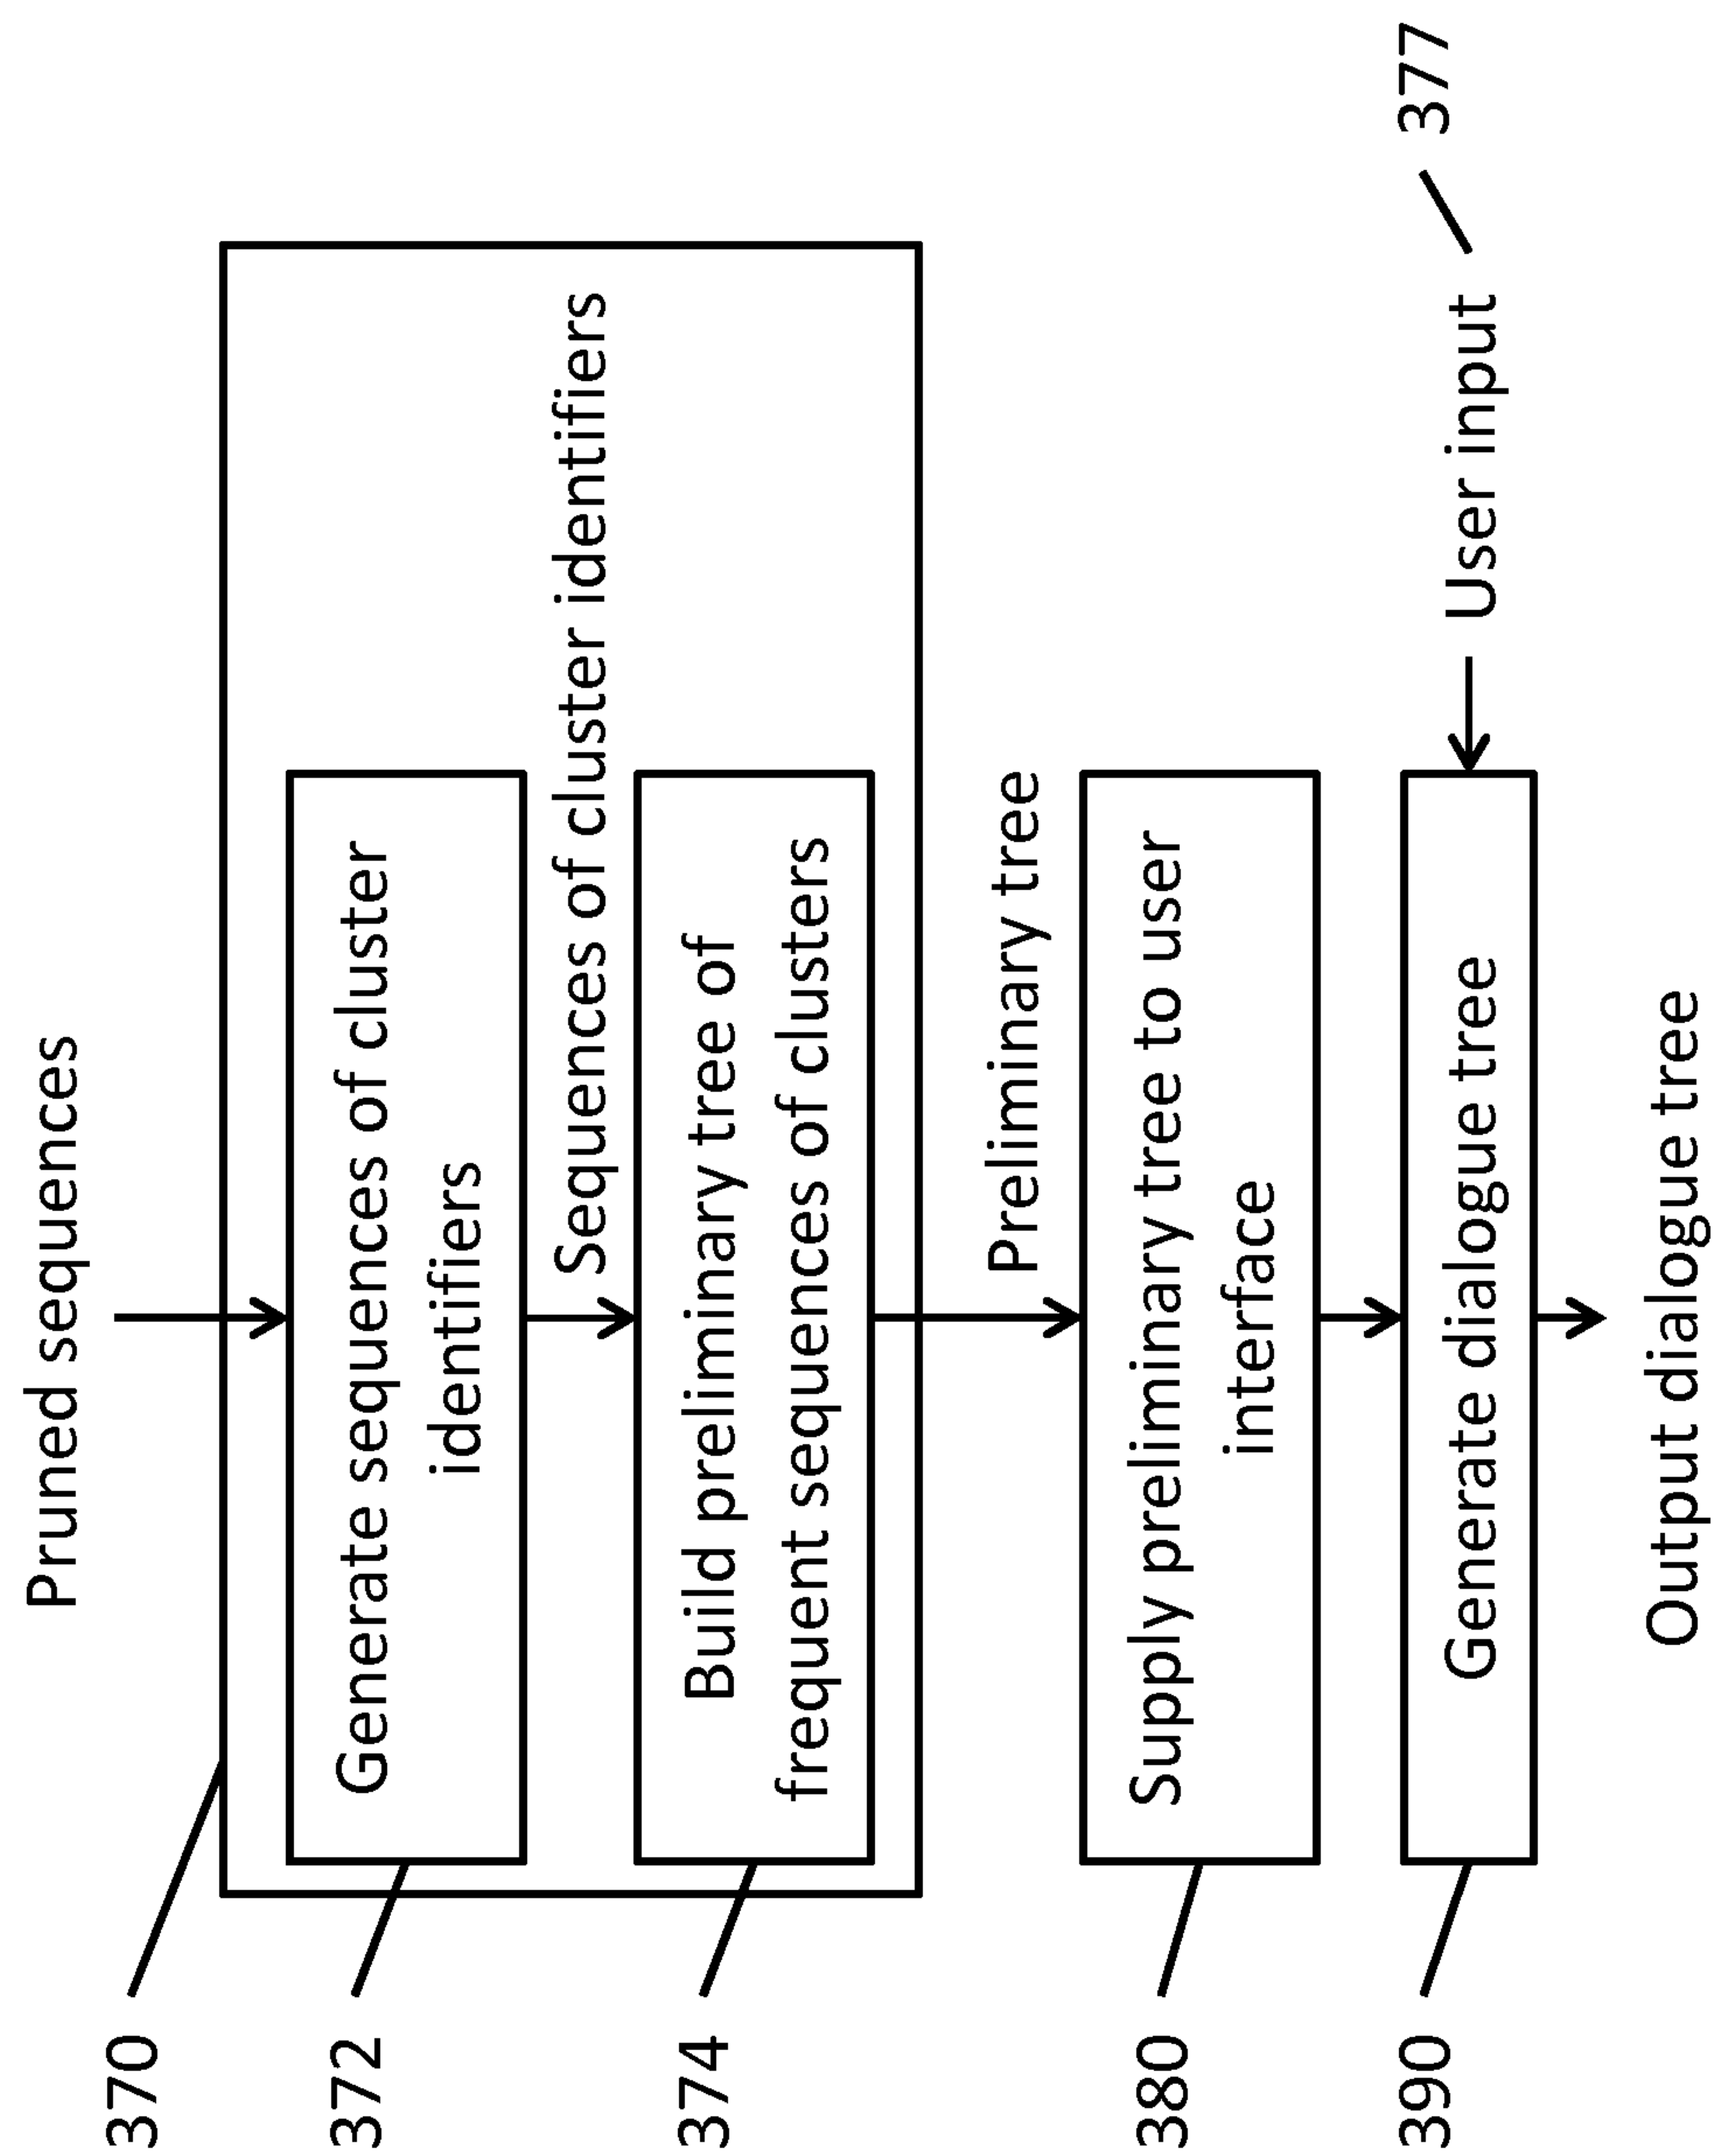 Pruned sequences
370
372
Generate sequences of cluster
identifiers
Sequences of cluster identifiers
374
Build preliminary tree of
frequent sequences of clusters
Preliminary tree
380
Supply preliminary tree to user
interface
390
Generate dialogue tree
User input
377
Output dialogue tree